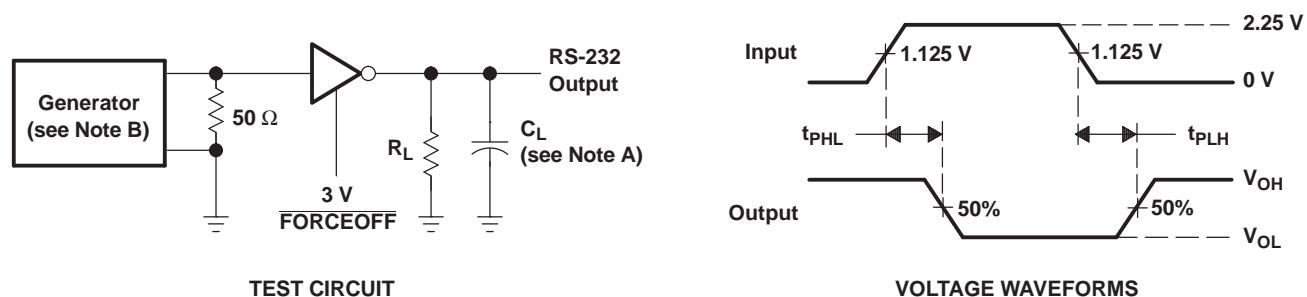 Generator
(see Note B)
50 Ω
3 V
FORCEOFF
R_L
C_L
(see Note A)
RS-232
Output
TEST CIRCUIT
Input
1.125 V
1.125 V
2.25 V
0 V
t_PHL
t_PLH
Output
50%
50%
V_OH
V_OL
VOLTAGE WAVEFORMS